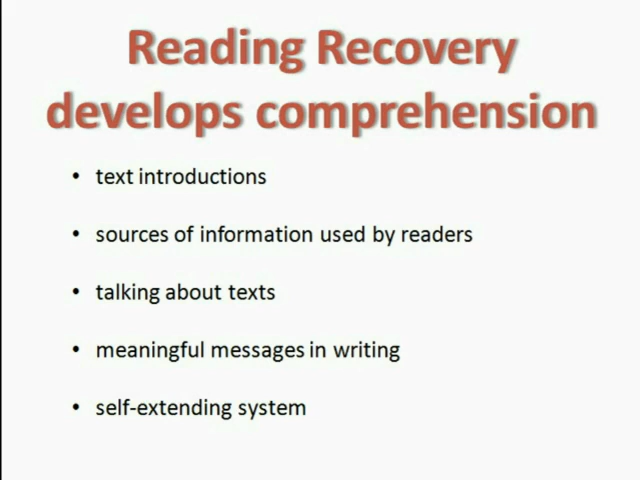 Reading Recovery
develops comprehension
• text introductions
• sources of information used by readers
• talking about texts
• meaningful messages in writing
• self-extending system